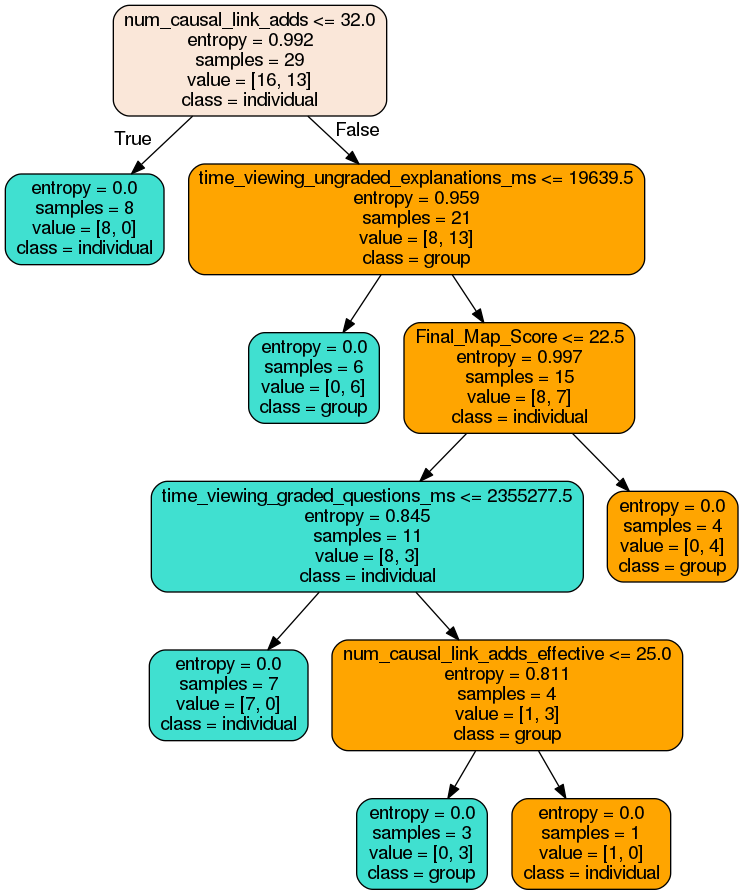 num_causal_link_adds <= 32.0
entropy = 0.992
samples = 29
value = [16, 13]
class = individual
True
False
entropy = 0.0
samples = 8
value = [8, 0]
class = individual
time_viewing_ungraded_explanations_ms <= 19639.5
entropy = 0.959
samples = 21
value = [8, 13]
class = group
entropy = 0.0
samples = 6
value = [0, 6]
class = group
Final_Map_Score <= 22.5
entropy = 0.997
samples = 15
value = [8, 7]
class = individual
time_viewing_graded_questions_ms <= 2355277.5
entropy = 0.845
samples = 11
value = [8, 3]
class = individual
entropy = 0.0
samples = 4
value = [0, 4]
class = group
entropy = 0.0
samples = 7
value = [7, 0]
class = individual
num_causal_link_adds_effective <= 25.0
entropy = 0.811
samples = 4
value = [1, 3]
class = group
entropy = 0.0
samples = 3
value = [0, 3]
class = group
entropy = 0.0
samples = 1
value = [1, 0]
class = individual